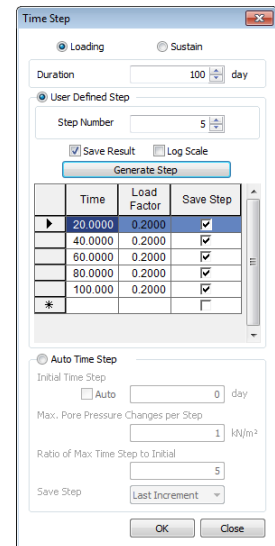 Time Step
Loading Sustain
Duration 100 day
User Defined Step
Step Number 5
Save Result Log Scale
Generate Step
Time Load Factor Save Step
20.0000 0.2000
40.0000 0.2000
60.0000 0.2000
80.0000 0.2000
100.000 0.2000
*
Auto Time Step
Initial Time Step
Auto 0 day
Max. Pore Pressure Changes per Step
1 kN/m²
Ratio of Max Time Step to Initial
5
Save Step Last Increment
OK Close